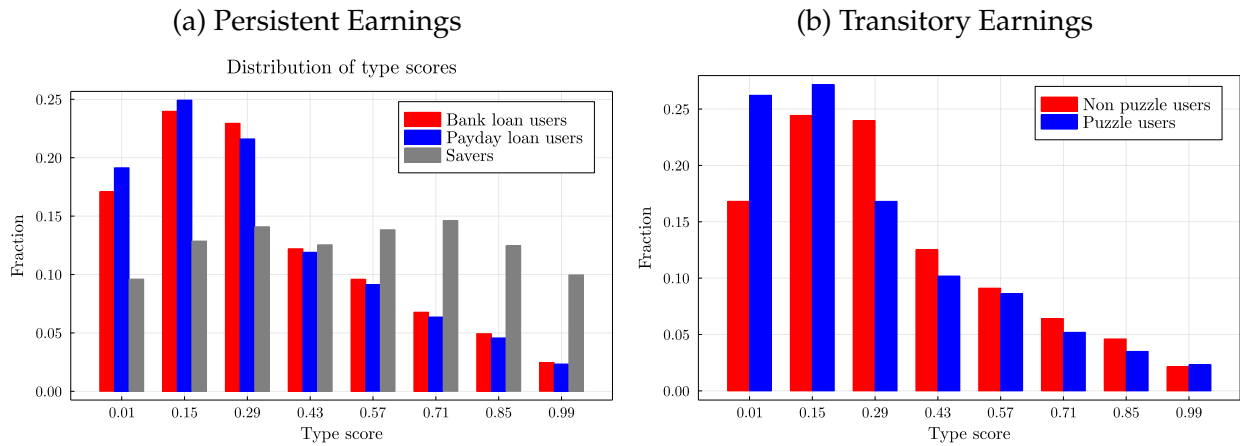 (a) Persistent Earnings
Distribution of type scores
Fraction
0.25
0.20
0.15
0.10
0.05
0.00
Bank loan users
Payday loan users
Savers
0.01 0.15 0.29 0.43 0.57 0.71 0.85 0.99
Type score
(b) Transitory Earnings
Fraction
0.25
0.20
0.15
0.10
0.05
0.00
Non puzzle users
Puzzle users
0.01 0.15 0.29 0.43 0.57 0.71 0.85 0.99
Type score